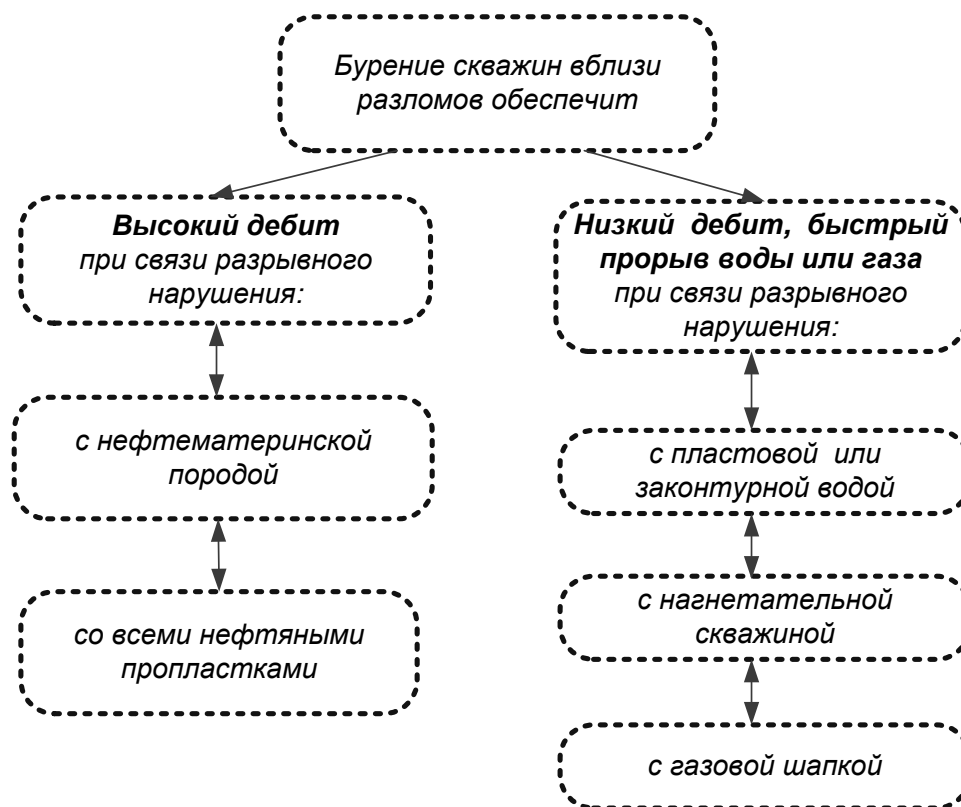 Бурение скважин вблизи
разломов обеспечит
Высокий дебит
при связи разрывного
нарушения:
с нефтематеринской
породой
со всеми нефтяными
пропластками
Низкий дебит, быстрый
прорыв воды или газа
при связи разрывного
нарушения:
с пластовой или
законтурной водой
с нагнетательной
скважиной
с газовой шапкой